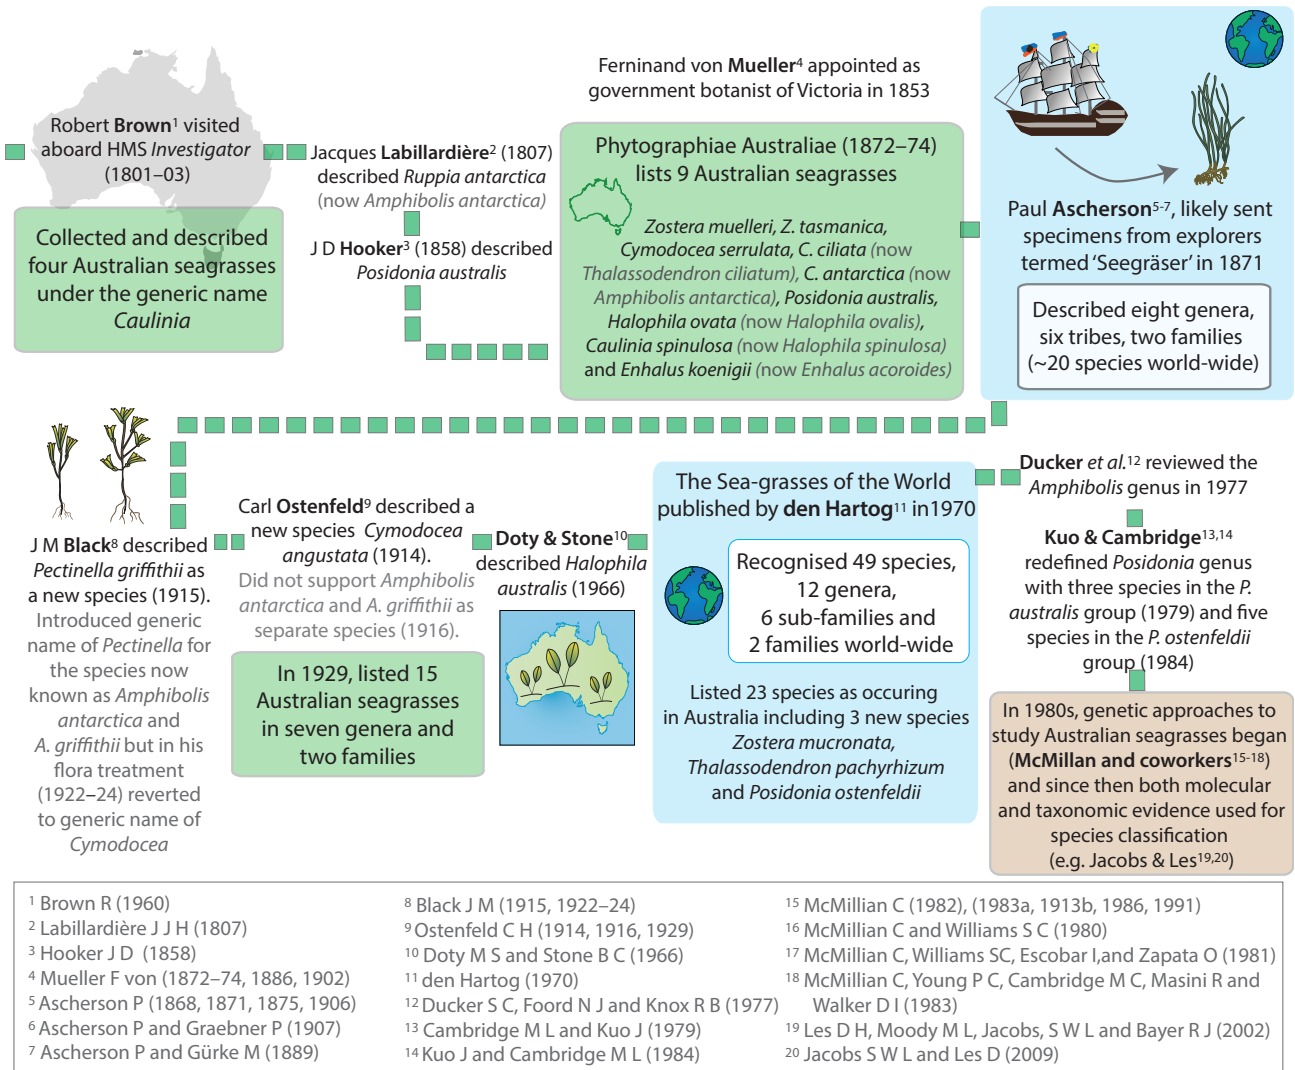 Robert Brown1 visited
aboard HMS Investigator
(1801–03)
Collected and described
four Australian seagrasses
under the generic name
Caulinia
Jacques Labillardière2 (1807)
described Ruppia antarctica
(now Amphibolis antarctica)
J D Hooker3 (1858) described
Posidonia australis
Ferninand von Mueller4 appointed as
government botanist of Victoria in 1853
Phytographiae Australiae (1872–74)
lists 9 Australian seagrasses
Zostera muelleri, Z. tasmanica,
Cymodocea serrulata, C. ciliata (now
Thalassodendron ciliatum), C. antarctica (now
Amphibolis antarctica), Posidonia australis,
Halophila ovata (now Halophila ovalis),
Caulinia spinulosa (now Halophila spinulosa)
and Enhalus koenigii (now Enhalus acoroides)
Paul Ascherson5-7, likely sent
specimens from explorers
termed ‘Seegräser’ in 1871
Described eight genera,
six tribes, two families
(~20 species world-wide)
J M Black8 described
Pectinella griffithii as
a new species (1915).
Introduced generic
name of Pectinella for
the species now
known as Amphibolis
antarctica and
A. griffithii but in his
flora treatment
(1922–24) reverted
to generic name of
Cymodocea
Carl Ostenfeld9 described a
new species Cymodocea
angustata (1914).
Did not support Amphibolis
antarctica and A. griffithii as
separate species (1916).
In 1929, listed 15
Australian seagrasses
in seven genera and
two families
Doty & Stone10
described Halophila
australis (1966)
The Sea-grasses of the World
published by den Hartog11 in1970
Recognised 49 species,
12 genera,
6 sub-families and
2 families world-wide
Listed 23 species as occuring
in Australia including 3 new species
Zostera mucronata,
Thalassodendron pachyrhizum
and Posidonia ostenfeldii
Ducker et al.12 reviewed the
Amphibolis genus in 1977
Kuo & Cambridge13,14
redefined Posidonia genus
with three species in the P.
australis group (1979) and five
species in the P. ostenfeldii
group (1984)
In 1980s, genetic approaches to
study Australian seagrasses began
(McMillan and coworkers15-18)
and since then both molecular
and taxonomic evidence used for
species classification
(e.g. Jacobs & Les19,20)
1 Brown R (1960)
2 Labillardière J J H (1807)
3 Hooker J D (1858)
4 Mueller F von (1872–74, 1886, 1902)
5 Ascherson P (1868, 1871, 1875, 1906)
6 Ascherson P and Graebner P (1907)
7 Ascherson P and Gürke M (1889)
8 Black J M (1915, 1922–24)
9 Ostenfeld C H (1914, 1916, 1929)
10 Doty M S and Stone B C (1966)
11 den Hartog (1970)
12 Ducker S C, Foord N J and Knox R B (1977)
13 Cambridge M L and Kuo J (1979)
14 Kuo J and Cambridge M L (1984)
15 McMillian C (1982), (1983a, 1913b, 1986, 1991)
16 McMillian C and Williams S C (1980)
17 McMillian C, Williams SC, Escobar I,and Zapata O (1981)
18 McMillian C, Young P C, Cambridge M C, Masini R and
Walker D I (1983)
19 Les D H, Moody M L, Jacobs, S W L and Bayer R J (2002)
20 Jacobs S W L and Les D (2009)